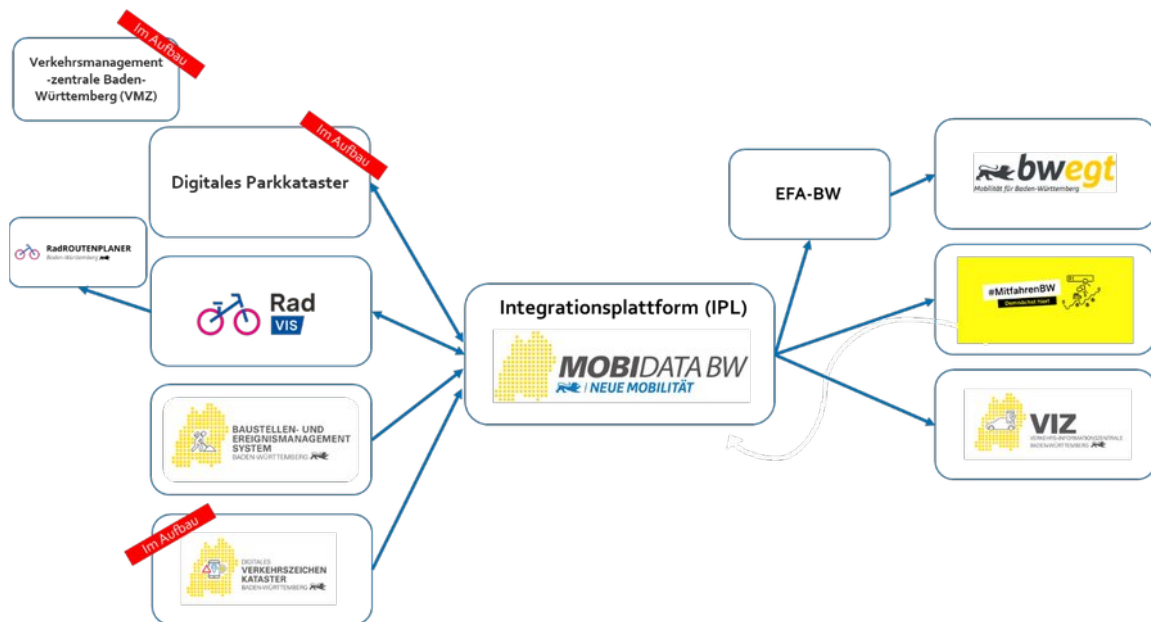 Im Aufbau
Verkehrsmanagement
-zentrale Baden-
Württemberg (VMZ)
Im Aufbau
Digitales Parkkataster
RadROUTENPLANER
Baden-Württemberg
Rad
VIS
BAUSTELLEN- UND
EREIGNISMANAGEMENT
SYSTEM
BADEN-WÜRTTEMBERG
Im Aufbau
DIGITALES
VERKEHRSZEICHEN
KATASTER
BADEN-WÜRTTEMBERG
Integrationsplattform (IPL)
MOBIDATA BW
NEUE MOBILITÄT
EFA-BW
bwegt
Mobilität für Baden-Württemberg
#MitfahrenBW
VIZ
VERKEHRS-INFORMATIONSZENTRALE
BADEN-WÜRTTEMBERG